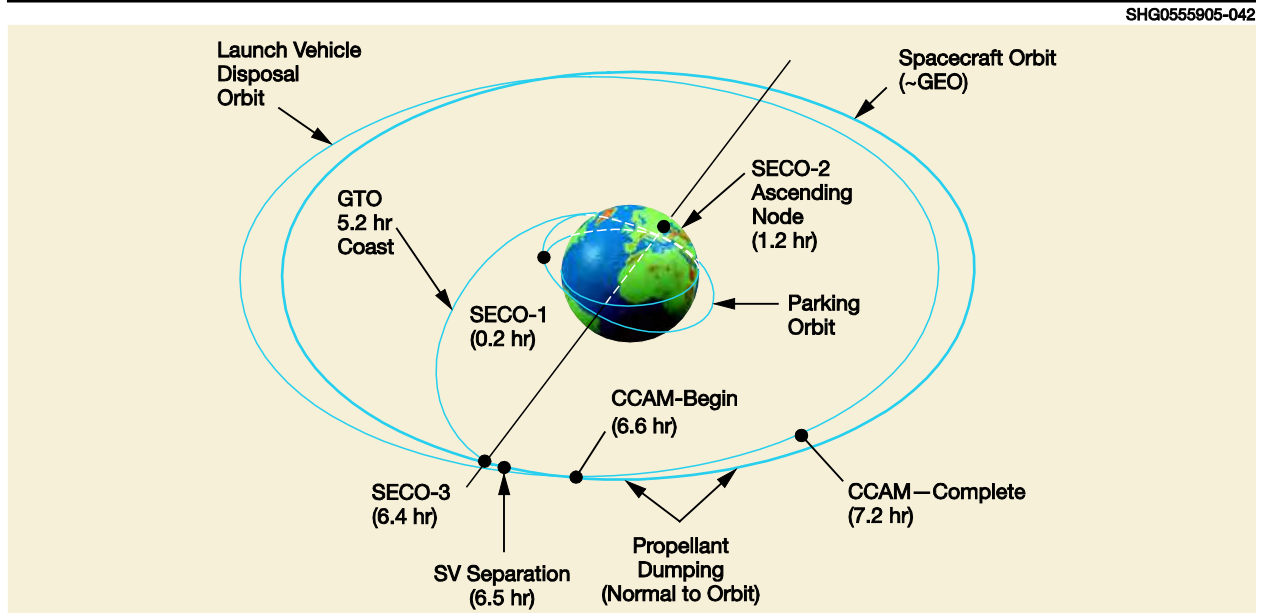 SHG0555905-042
Launch Vehicle
Disposal
Orbit
Spacecraft Orbit
(~GEO)
SECO-2
Ascending
Node
(1.2 hr)
GTO
5.2 hr
Coast
SECO-1
(0.2 hr)
Parking
Orbit
CCAM-Begin
(6.6 hr)
SECO-3
(6.4 hr)
CCAM—Complete
(7.2 hr)
SV Separation
(6.5 hr)
Propellant
Dumping
(Normal to Orbit)